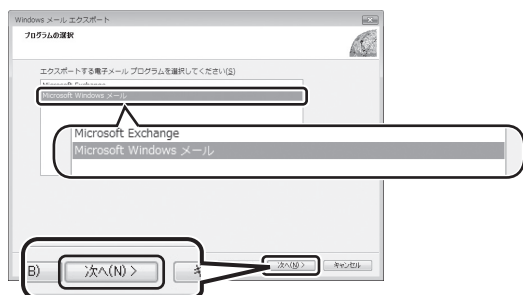 Windows メール エクスポート
プログラムの選択
エクスポートする電子メール プログラムを選択してください(S)
Microsoft Exchange
Microsoft Windows メール
Microsoft Exchange
Microsoft Windows メール
B)
次へ(N) >
キ
次へ(N) >
キャンセル